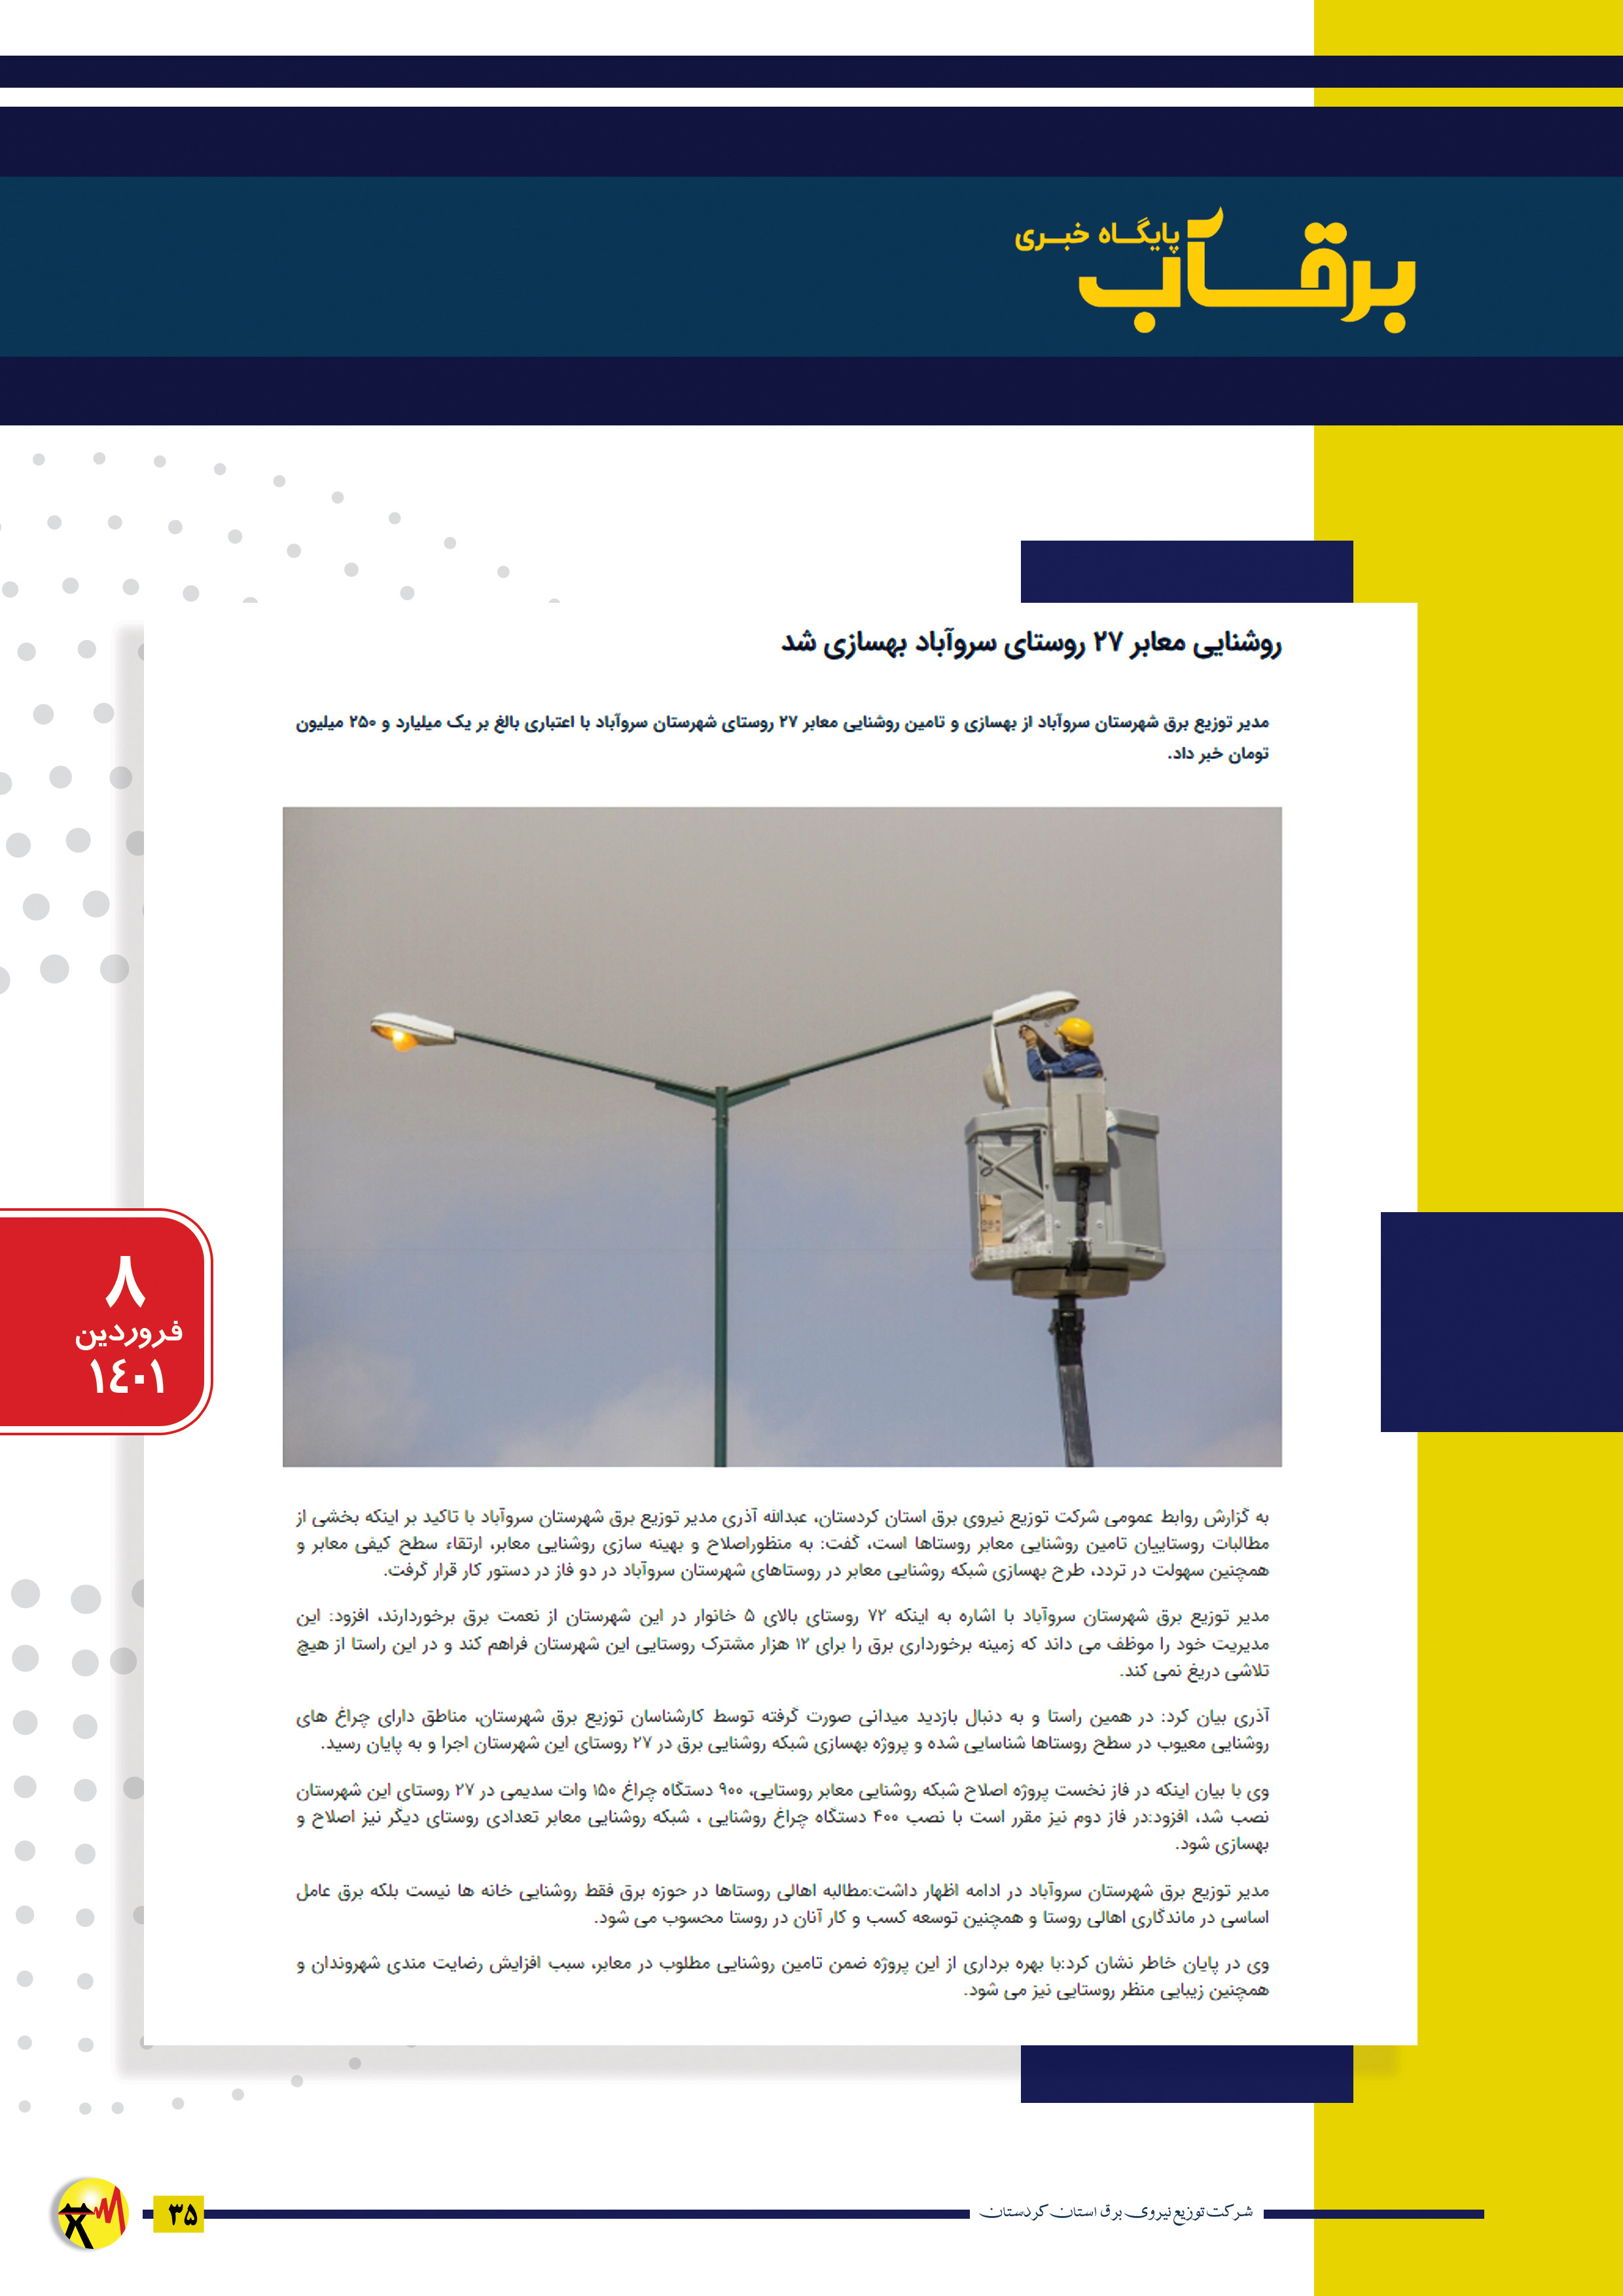 پایگاه خبری
برقآب
روشنایی معابر ۲۷ روستای سروآباد بهسازی شد
مدیر توزیع برق شهرستان سروآباد از بهسازی و تامین روشنایی معابر ۲۷ روستای شهرستان سروآباد با اعتباری بالغ بر یک میلیارد و ۲۵۰ میلیون
تومان خبر داد.
۸
فروردین
۱٤۰۱
به گزارش روابط عمومی شرکت توزیع نیروی برق استان کردستان، عبدالله آذری مدیر توزیع برق شهرستان سروآباد با تاکید بر اینکه بخشی از
مطالبات روستاییان تامین روشنایی معابر روستاها است، گفت: به منظوراصلاح و بهینه سازی روشنایی معابر، ارتقاء سطح کیفی معابر و
همچنین سهولت در تردد، طرح بهسازی شبکه روشنایی معابر در روستاهای شهرستان سروآباد در دو فاز در دستور کار قرار گرفت.
مدیر توزیع برق شهرستان سروآباد با اشاره به اینکه ۷۲ روستای بالای ۵ خانوار در این شهرستان از نعمت برق برخوردارند، افزود: این
مدیریت خود را موظف می داند که زمینه برخورداری برق را برای ۱۲ هزار مشترک روستایی این شهرستان فراهم کند و در این راستا از هیچ
تلاشی دریغ نمی کند.
آذری بیان کرد: در همین راستا و به دنبال بازدید میدانی صورت گرفته توسط کارشناسان توزیع برق شهرستان، مناطق دارای چراغ های
روشنایی معیوب در سطح روستاها شناسایی شده و پروژه بهسازی شبکه روشنایی برق در ۲۷ روستای این شهرستان اجرا و به پایان رسید.
وی با بیان اینکه در فاز نخست پروژه اصلاح شبکه روشنایی معابر روستایی، ۹۰۰ دستگاه چراغ ۱۵۰ وات سدیمی در ۲۷ روستای این شهرستان
نصب شد، افزود:در فاز دوم نیز مقرر است با نصب ۴۰۰ دستگاه چراغ روشنایی ، شبکه روشنایی معابر تعدادی روستای دیگر نیز اصلاح و
بهسازی شود.
مدیر توزیع برق شهرستان سروآباد در ادامه اظهار داشت:مطالبه اهالی روستاها در حوزه برق فقط روشنایی خانه ها نیست بلکه برق عامل
اساسی در ماندگاری اهالی روستا و همچنین توسعه کسب و کار آنان در روستا محسوب می شود.
وی در پایان خاطر نشان کرد:با بهره برداری از این پروژه ضمن تامین روشنایی مطلوب در معابر، سبب افزایش رضایت مندی شهروندان و
همچنین زیبایی منظر روستایی نیز می شود.
شرکت توزیع نیروی برق استان کردستان
۳۵